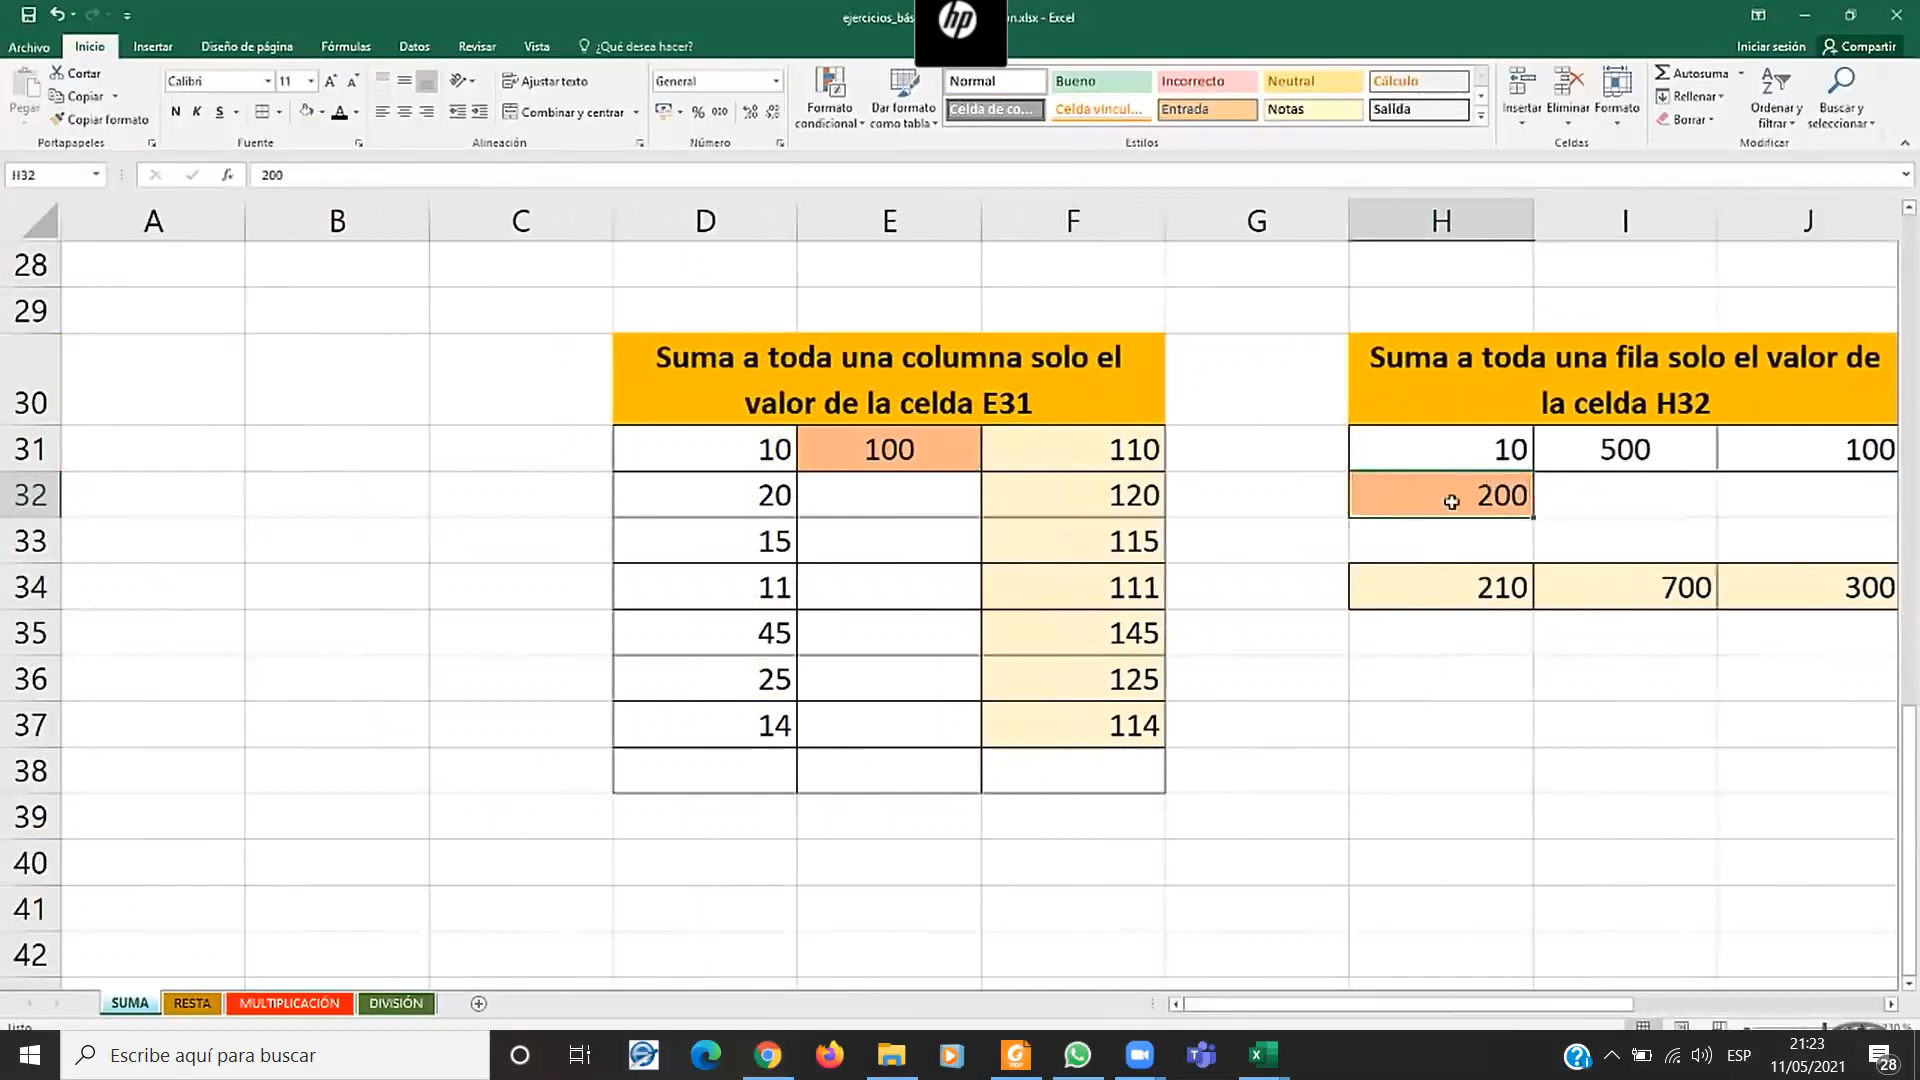 ejercicios_bás
n.xlsx - Excel
hp
Archivo Inicio Insertar Diseño de página Fórmulas Datos Revisar Vista ¿Qué desea hacer? Iniciar sesión Compartir
Pegar
Cortar
Copiar
Copiar formato
Portapapeles
Calibri 11
N K S
Fuente
Ajustar texto
Combinar y centrar
Alineación
General
% 000
Número
Formato condicional
Dar formato como tabla
Normal Bueno Incorrecto Neutral Cálculo
Celda de co... Celda vincul... Entrada Notas Salida
Estilos
Insertar Eliminar Formato
Celdas
Autosuma
Rellenar
Borrar
Ordenar y filtrar
Buscar y seleccionar
Modificar
H32 fx 200
A B C D E F G H I J
28
29
30
Suma a toda una columna solo el
valor de la celda E31
Suma a toda una fila solo el valor de
la celda H32
31 10 100 110 10 500 100
32 20 120 200
33 15 115
34 11 111 210 700 300
35 45 145
36 25 125
37 14 114
38
39
40
41
42
SUMA RESTA MULTIPLICACIÓN DIVISIÓN
Listo
Escribe aquí para buscar
ESP
21:23
11/05/2021
28